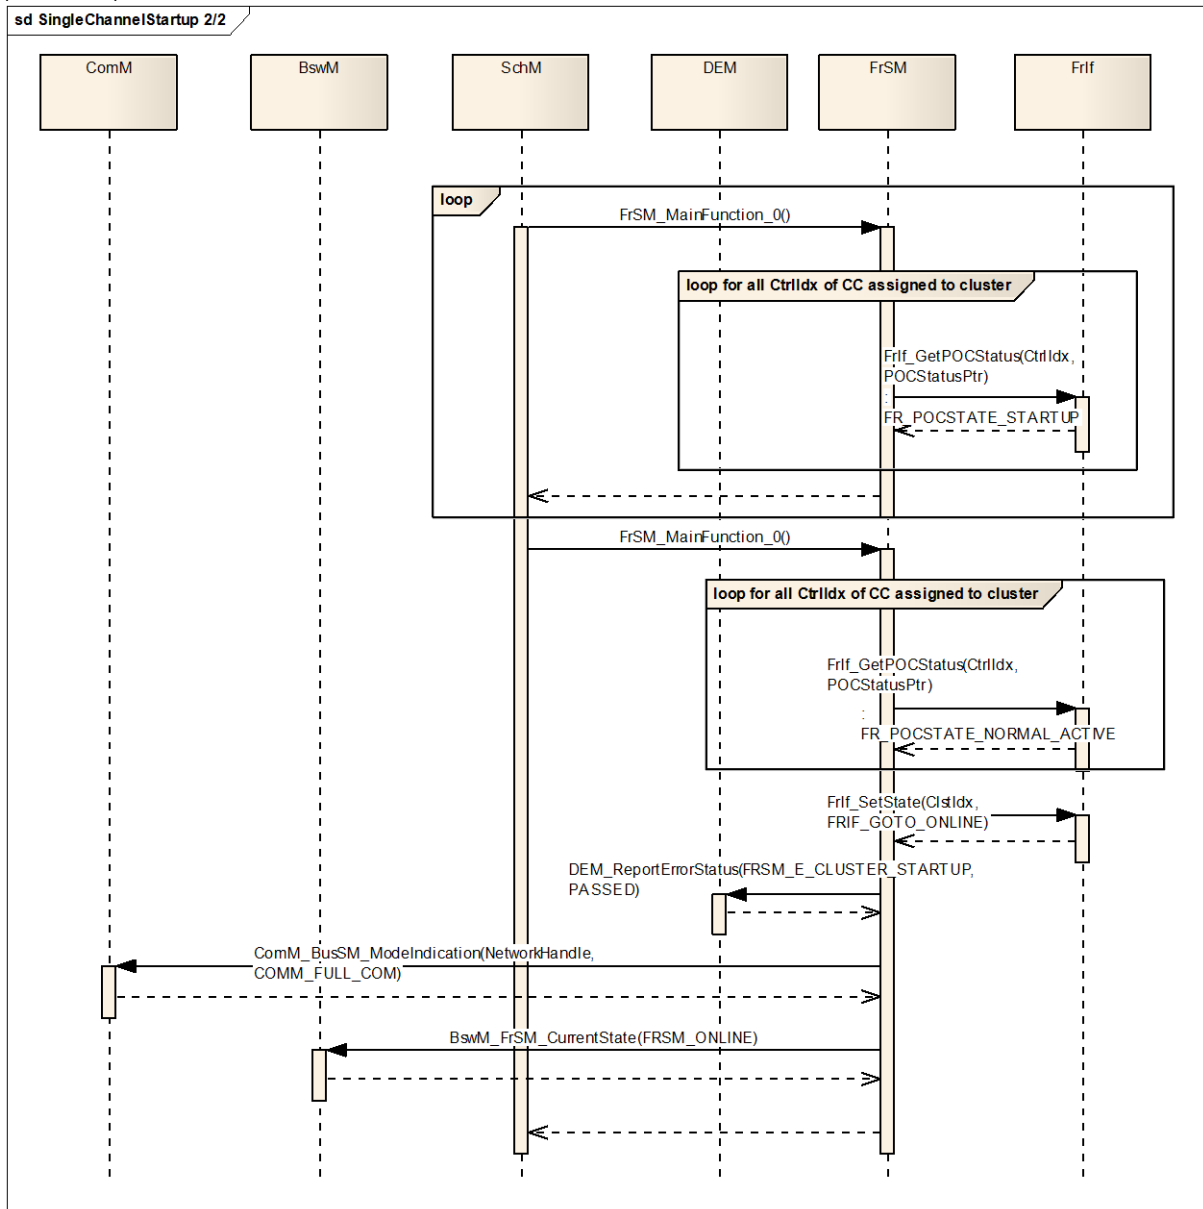 sd SingleChannelStartup 2/2
ComM
BswM
SchM
DEM
FrSM
FrIf
loop
FrSM_MainFunction_0()
loop for all CtrlIdx of CC assigned to cluster
FrIf_GetPOCStatus(CtrlIdx,
POCStatusPtr)
:
FR_POCSTATE_STARTUP
FrSM_MainFunction_0()
loop for all CtrlIdx of CC assigned to cluster
FrIf_GetPOCStatus(CtrlIdx,
POCStatusPtr)
:
FR_POCSTATE_NORMAL_ACTIVE
FrIf_SetState(ClstIdx,
FRIF_GOTO_ONLINE)
DEM_ReportErrorStatus(FRSM_E_CLUSTER_STARTUP,
PASSED)
ComM_BusSM_ModeIndication(NetworkHandle,
COMM_FULL_COM)
BswM_FrSM_CurrentState(FRSM_ONLINE)